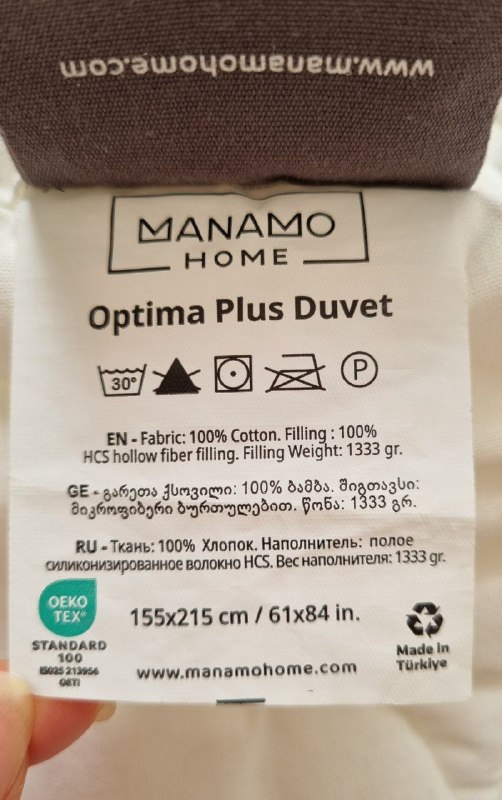 www.manamohome.com
MANAMO
HOME
Optima Plus Duvet
30°
P
EN - Fabric: 100% Cotton. Filling : 100%
HCS hollow fiber filling. Filling Weight: 1333 gr.
GE - გარეთა ქსოვილი: 100% ბამბა. შიგთავსი:
მიკროფიბერი ბურთულებით. წონა: 1333 გრ.
RU - Ткань: 100% Хлопок. Наполнитель: полое
силиконизированное волокно HCS. Вес наполнителя: 1333 gr.
OEKO
TEX®
STANDARD
100
155x215 cm / 61x84 in.
Made in
Türkiye
www.manamohome.com